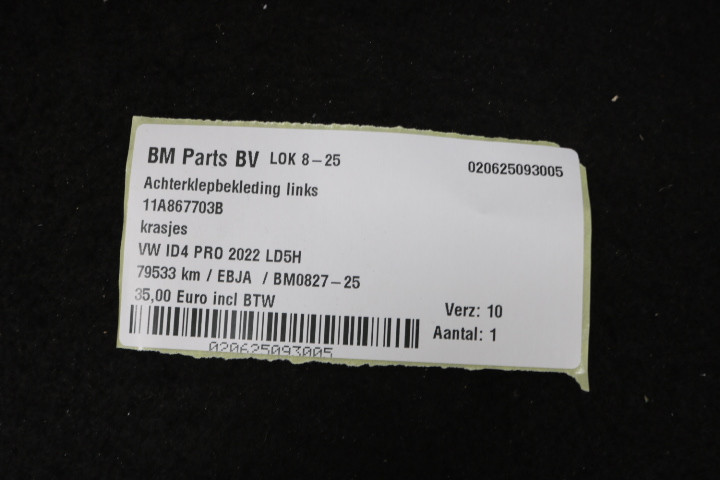 BM Parts BV LOK 8-25 020625093005
Achterklepbekleding links
11A867703B
krasjes
VW ID4 PRO 2022 LD5H
79533 km / EBJA / BM0827-25
35,00 Euro incl BTW
Verz: 10
Aantal: 1
020625093005